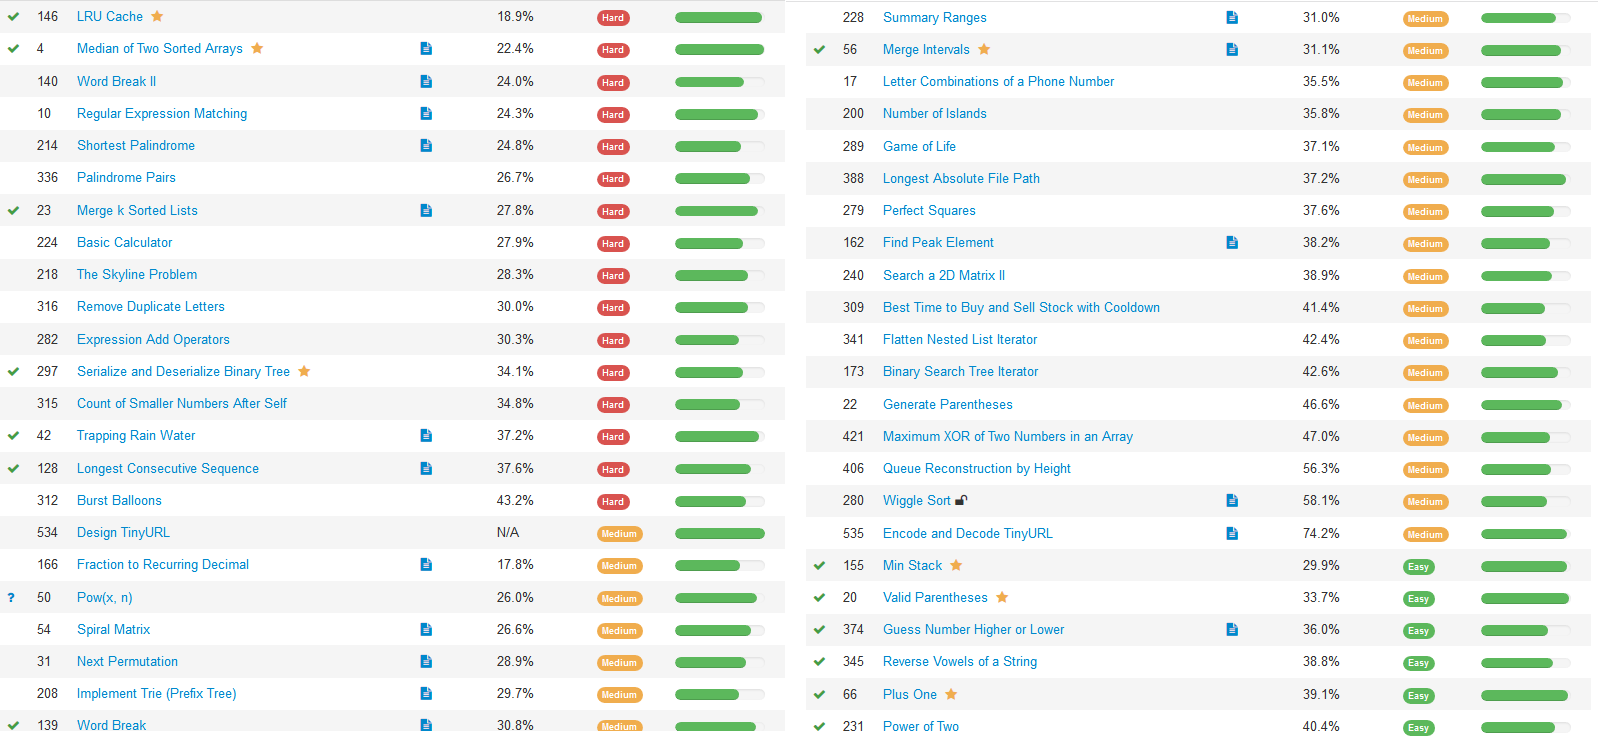 146 LRU Cache 18.9% Hard
4 Median of Two Sorted Arrays 22.4% Hard
140 Word Break II 24.0% Hard
10 Regular Expression Matching 24.3% Hard
214 Shortest Palindrome 24.8% Hard
336 Palindrome Pairs 26.7% Hard
23 Merge k Sorted Lists 27.8% Hard
224 Basic Calculator 27.9% Hard
218 The Skyline Problem 28.3% Hard
316 Remove Duplicate Letters 30.0% Hard
282 Expression Add Operators 30.3% Hard
297 Serialize and Deserialize Binary Tree 34.1% Hard
315 Count of Smaller Numbers After Self 34.8% Hard
42 Trapping Rain Water 37.2% Hard
128 Longest Consecutive Sequence 37.6% Hard
312 Burst Balloons 43.2% Hard
534 Design TinyURL N/A Medium
166 Fraction to Recurring Decimal 17.8% Medium
? 50 Pow(x, n) 26.0% Medium
54 Spiral Matrix 26.6% Medium
31 Next Permutation 28.9% Medium
208 Implement Trie (Prefix Tree) 29.7% Medium
139 Word Break 30.8% Medium
228 Summary Ranges 31.0% Medium
56 Merge Intervals 31.1% Medium
17 Letter Combinations of a Phone Number 35.5% Medium
200 Number of Islands 35.8% Medium
289 Game of Life 37.1% Medium
388 Longest Absolute File Path 37.2% Medium
279 Perfect Squares 37.6% Medium
162 Find Peak Element 38.2% Medium
240 Search a 2D Matrix II 38.9% Medium
309 Best Time to Buy and Sell Stock with Cooldown 41.4% Medium
341 Flatten Nested List Iterator 42.4% Medium
173 Binary Search Tree Iterator 42.6% Medium
22 Generate Parentheses 46.6% Medium
421 Maximum XOR of Two Numbers in an Array 47.0% Medium
406 Queue Reconstruction by Height 56.3% Medium
280 Wiggle Sort 58.1% Medium
535 Encode and Decode TinyURL 74.2% Medium
155 Min Stack 29.9% Easy
20 Valid Parentheses 33.7% Easy
374 Guess Number Higher or Lower 36.0% Easy
345 Reverse Vowels of a String 38.8% Easy
66 Plus One 39.1% Easy
231 Power of Two 40.4% Easy